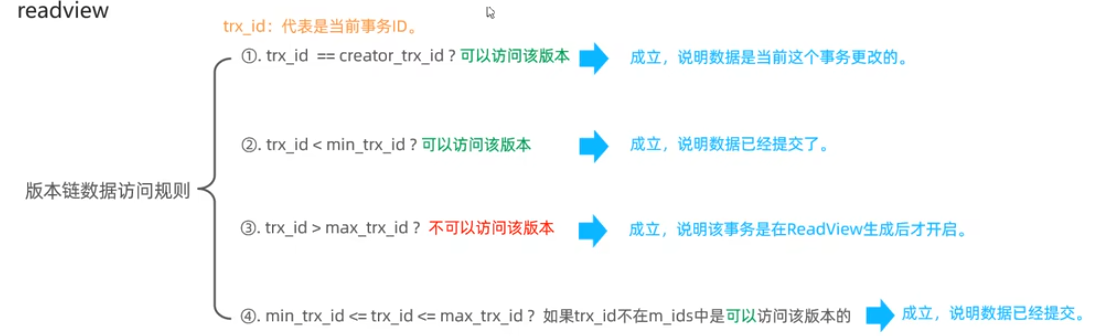 readview
trx_id：代表是当前事务ID。
①. trx_id == creator_trx_id ? 可以访问该版本 成立，说明数据是当前这个事务更改的。
②. trx_id < min_trx_id ? 可以访问该版本 成立，说明数据已经提交了。
版本链数据访问规则
③. trx_id > max_trx_id ? 不可以访问该版本 成立，说明该事务是在ReadView生成后才开启。
④. min_trx_id <= trx_id <= max_trx_id ? 如果trx_id不在m_ids中是可以访问该版本的 成立，说明数据已经提交。